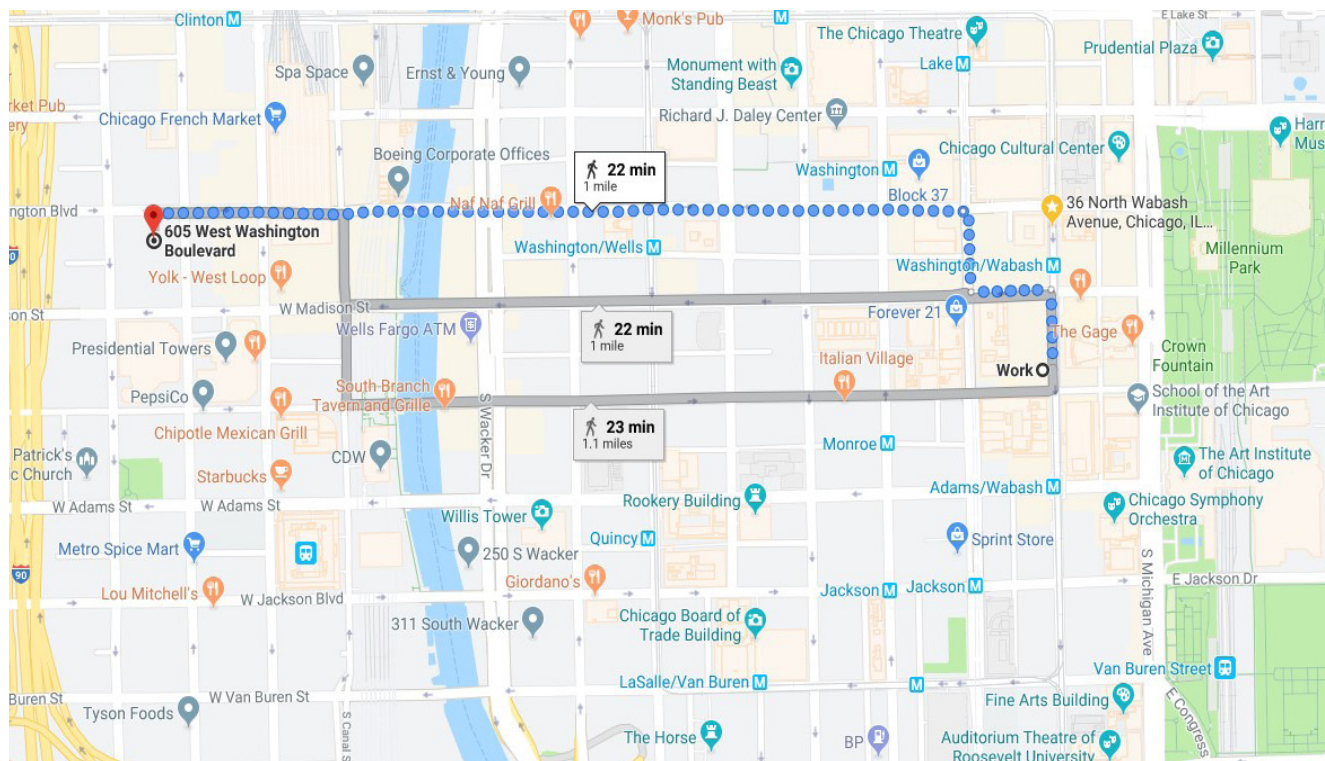 Clinton M
Monk's Pub
M
E Lake St
The Chicago Theatre
Prudential Plaza
Spa Space
Ernst & Young
Monument with
Standing Beast
Lake M
rket Pub
ery
Chicago French Market
Richard J. Daley Center
Harr
Mus
Boeing Corporate Offices
Washington M
Chicago Cultural Center
22 min
1 mile
Block 37
ngton Blvd
Naf Naf Grill
36 North Wabash
Avenue, Chicago, IL...
605 West Washington
Boulevard
Washington/Wells M
Washington/Wabash M
Millennium
Park
Yolk - West Loop
son St
W Madison St
Forever 21
Wells Fargo ATM
22 min
1 mile
The Gage
Presidential Towers
Italian Village
Crown
Fountain
Work
PepsiCo
South Branch
Tavern and Grille
School of the Art
Institute of Chicago
S Wacker Dr
23 min
1.1 miles
Chipotle Mexican Grill
Monroe M
Patrick's
ic Church
CDW
The Art Institute
of Chicago
Starbucks
Adams/Wabash M
W Adams St
W Adams St
Rookery Building
Chicago Symphony
Orchestra
Willis Tower
Metro Spice Mart
250 S Wacker
Quincy M
Sprint Store
90
Giordano's
S Michigan Ave
E Jackson Dr
Lou Mitchell's
W Jackson Blvd
Jackson M
Jackson M
311 South Wacker
Chicago Board of
Trade Building
Van Buren Street
LaSalle/Van Buren M
M
Buren St
W Van Buren St
Fine Arts Building
E Congress
Tyson Foods
S Canal S
The Horse
BP
Auditorium Theatre of
Roosevelt University